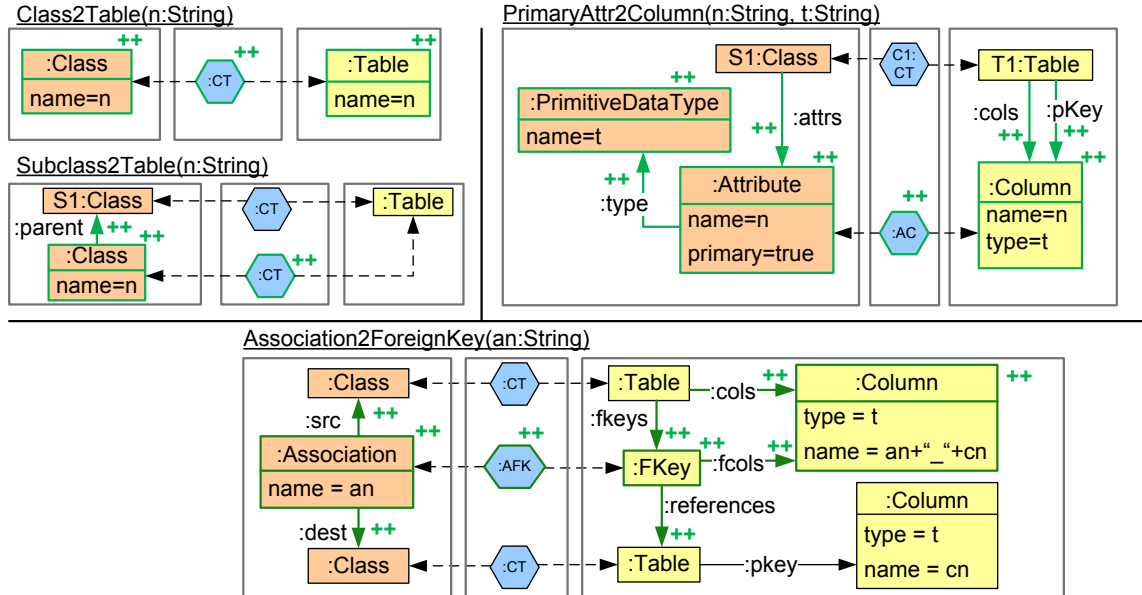 Class2Table(n:String)
++
:Class
name=n
++
:CT
++
:Table
name=n
Subclass2Table(n:String)
S1:Class
:CT
:Table
:parent
++
++
:Class
name=n
++
:CT
PrimaryAttr2Column(n:String, t:String)
S1:Class
C1:
CT
T1:Table
++
:PrimitiveDataType
name=t
:attrs
++
:cols
:pKey
++
++
++
:type
++
:Attribute
name=n
primary=true
++
:AC
++
:Column
name=n
type=t
Association2ForeignKey(an:String)
:Class
:CT
:Table
:cols
++
:Column
++
type = t
name = an+“_“+cn
:src
++
:fkeys
++
++
:Association
name = an
++
:AFK
++
:FKey
++
:fcols
++
:dest
++
:references
++
:Class
:CT
:Table
:pkey
:Column
type = t
name = cn